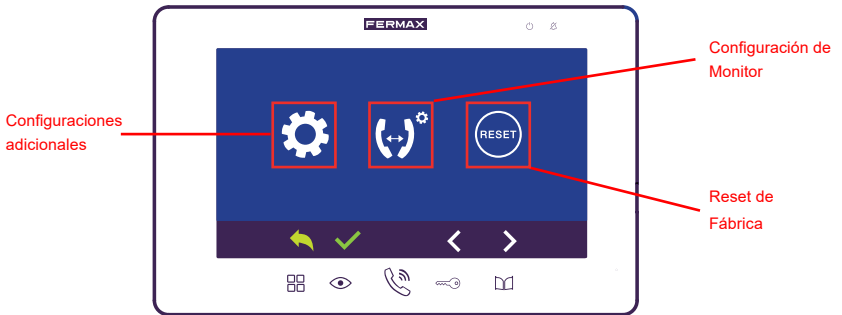 FERMAX
Configuración de
Monitor
Configuraciones
adicionales
RESET
Reset de
Fábrica